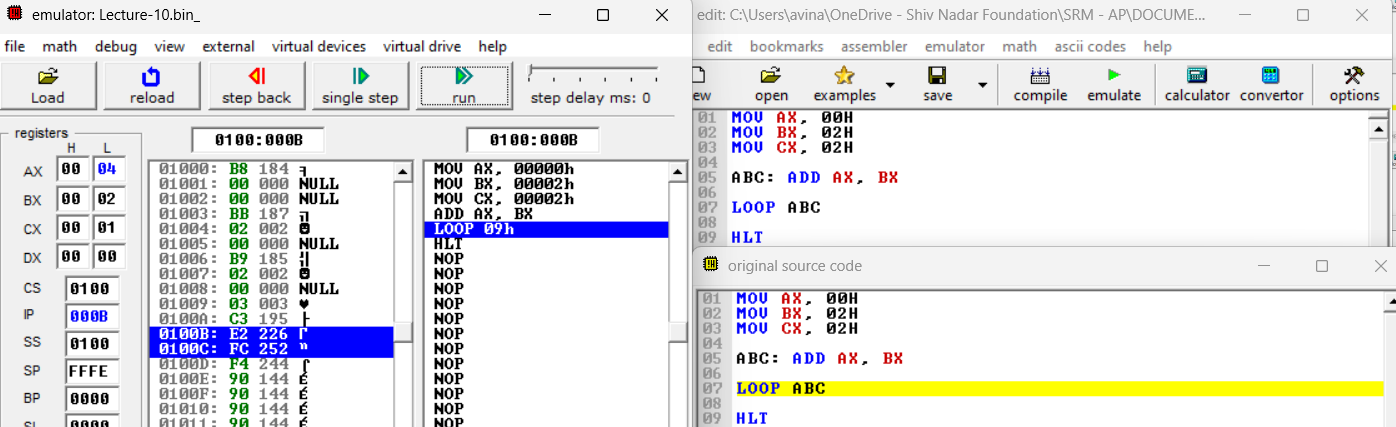 emulator: Lecture-10.bin_
file math debug view external virtual devices virtual drive help
Load reload step back single step run step delay ms: 0
registers
H L
0100:000B 0100:000B
AX 00 04
BX 00 02
CX 00 01
DX 00 00
CS 0100
IP 000B
SS 0100
SP FFFE
BP 0000
0000
01000: B8 184
01001: 00 000 NULL
01002: 00 000 NULL
01003: BB 187
01004: 02 002
01005: 00 000 NULL
01006: B9 185
01007: 02 002
01008: 00 000 NULL
01009: 03 003 ♥
0100A: C3 195 ├
0100B: E2 226
0100C: FC 252
0100D: F4 244
0100E: 90 144 É
0100F: 90 144 É
01010: 90 144 É
01011: 90 144 É
MOV AX, 00000h
MOV BX, 00002h
MOV CX, 00002h
ADD AX, BX
LOOP 09h
HLT
NOP
NOP
NOP
NOP
NOP
NOP
NOP
NOP
NOP
NOP
NOP
NOP
edit: C:\Users\avina\OneDrive - Shiv Nadar Foundation\SRM - AP\DOCUME...
edit bookmarks assembler emulator math ascii codes help
ew open examples save compile emulate calculator convertor options
01 MOV AX, 00H
02 MOV BX, 02H
03 MOV CX, 02H
04
05 ABC: ADD AX, BX
06
07 LOOP ABC
08
09 HLT
original source code
01 MOV AX, 00H
02 MOV BX, 02H
03 MOV CX, 02H
04
05 ABC: ADD AX, BX
06
07 LOOP ABC
08
09 HLT